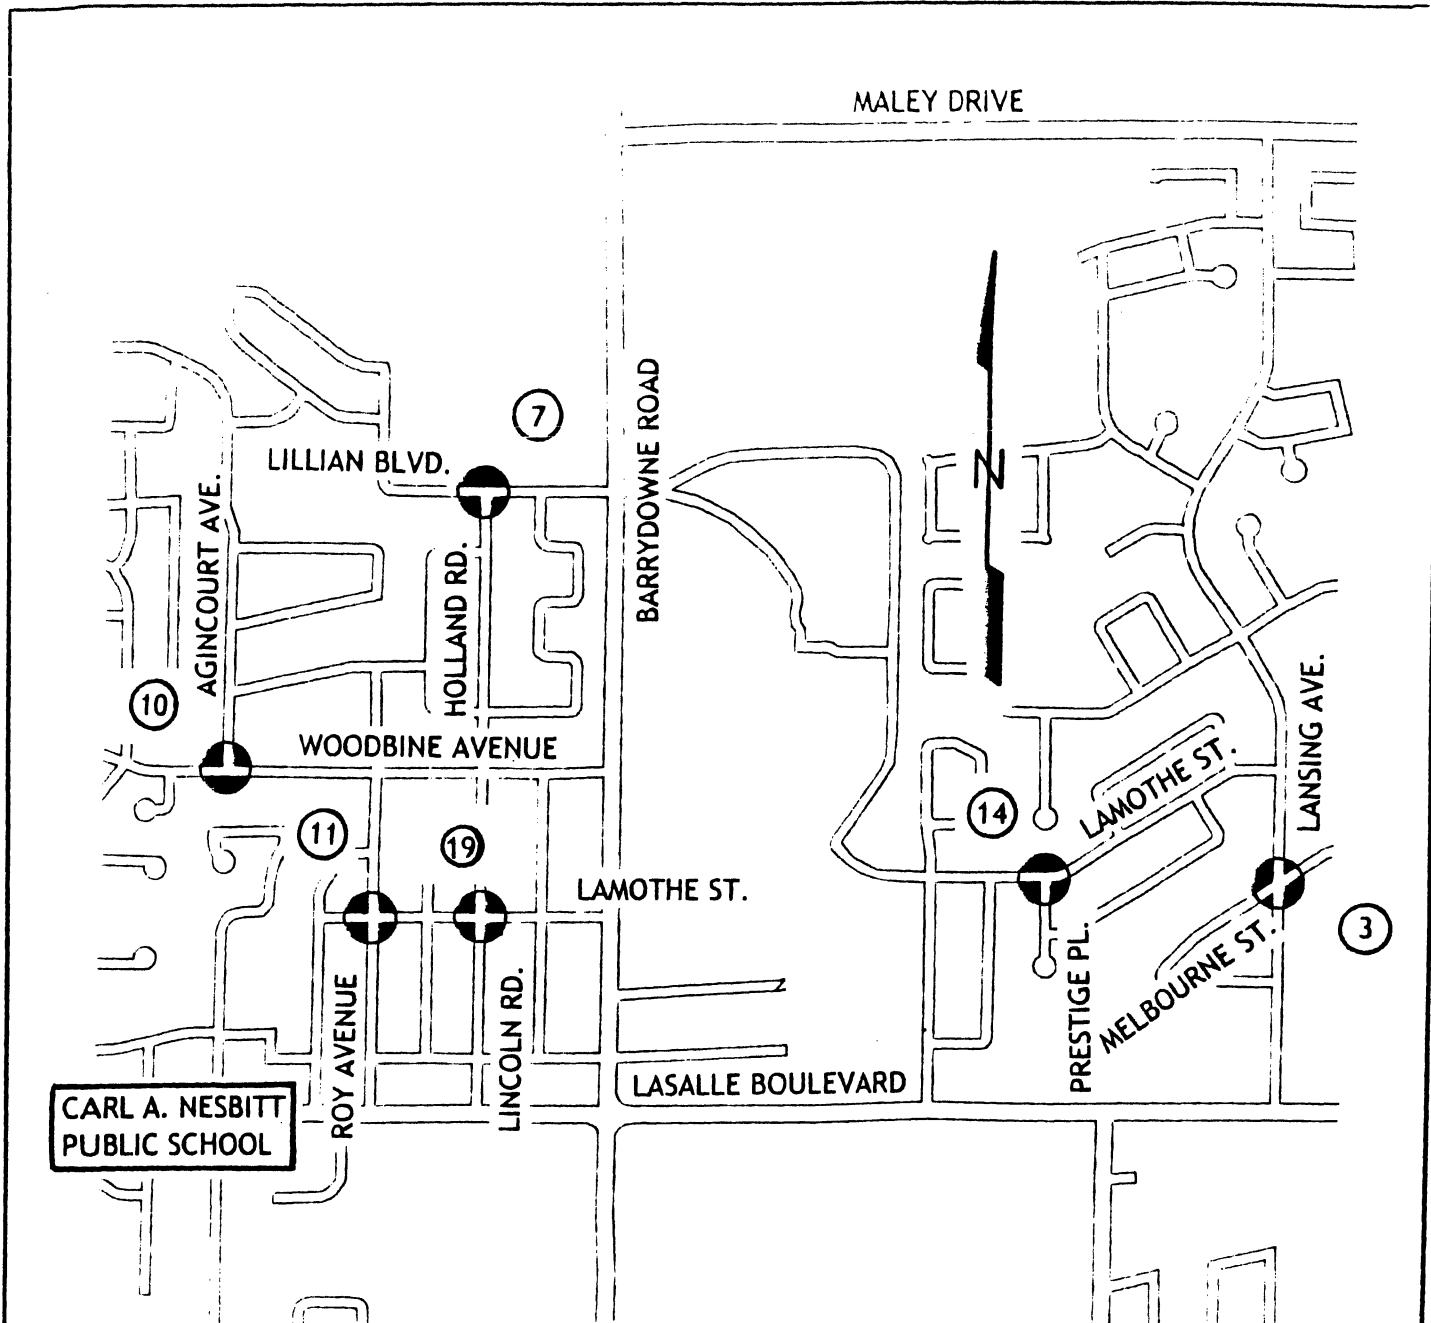 MALEY DRIVE
BARRYDOWNE ROAD
7
LILLIAN BLVD.
N
AGINCOURT AVE.
HOLLAND RD.
10
WOODBINE AVENUE
LANSING AVE.
LAMOTHE ST.
14
11
19
LAMOTHE ST.
3
MELBOURNE ST.
PRESTIGE PL.
ROY AVENUE
LINCOLN RD.
LASALLE BOULEVARD
CARL A. NESBITT
PUBLIC SCHOOL